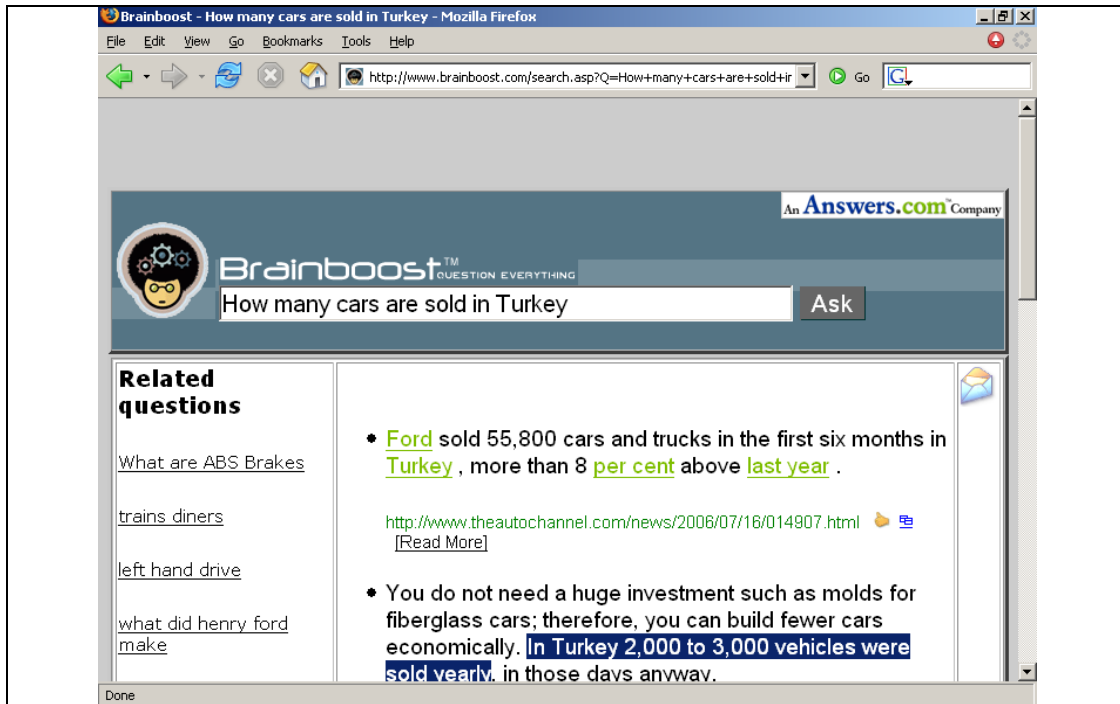 Brainboost - How many cars are sold in Turkey - Mozilla Firefox
File Edit View Go Bookmarks Tools Help
http://www.brainboost.com/search.asp?Q=How+many+cars+are+sold+ir Go G
An Answers.com™ Company
Brainboost™ QUESTION EVERYTHING
How many cars are sold in Turkey Ask
Related
questions
What are ABS Brakes
trains diners
left hand drive
what did henry ford
make
• Ford sold 55,800 cars and trucks in the first six months in
Turkey , more than 8 per cent above last year .
http://www.theautochannel.com/news/2006/07/16/014907.html
[Read More]
• You do not need a huge investment such as molds for
fiberglass cars; therefore, you can build fewer cars
economically. In Turkey 2,000 to 3,000 vehicles were
sold yearly, in those days anyway.
Done